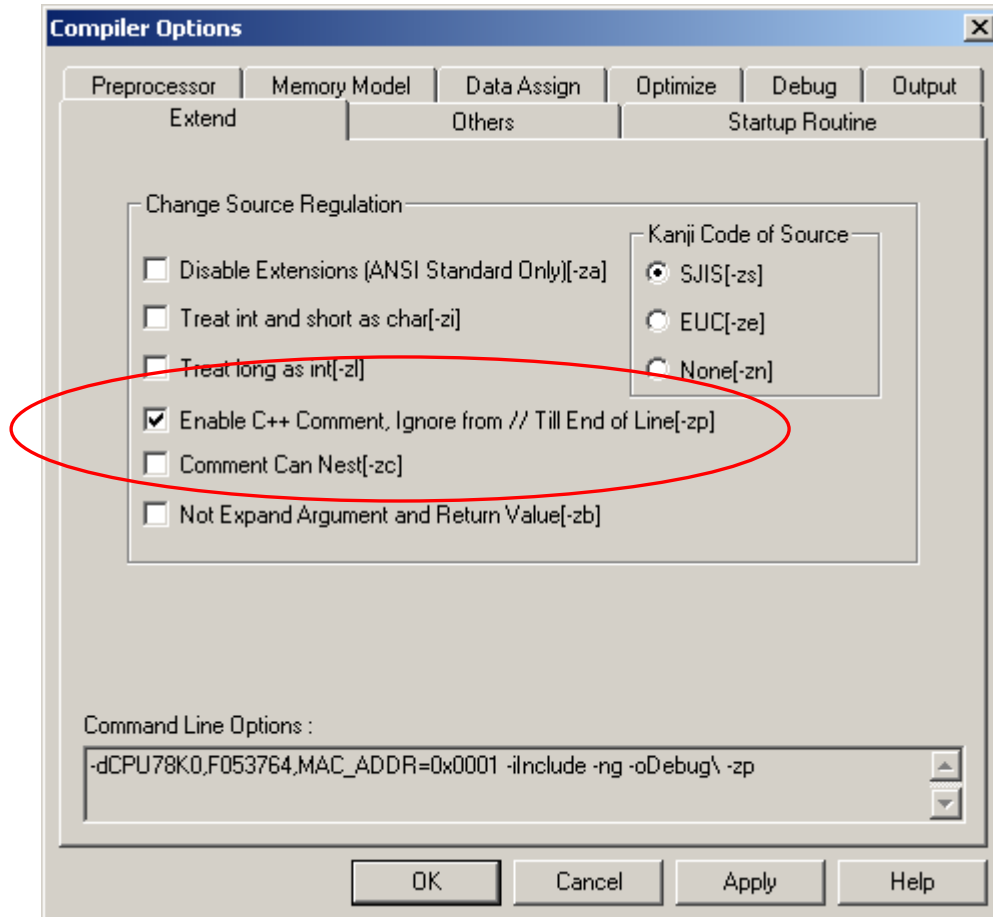 Compiler Options
Preprocessor Memory Model Data Assign Optimize Debug Output
Extend Others Startup Routine
Change Source Regulation
Kanji Code of Source
Disable Extensions (ANSI Standard Only)[-za]
SJIS[-zs]
Treat int and short as char[-zi]
EUC[-ze]
Treat long as int[-zl]
None[-zn]
Enable C++ Comment, Ignore from // Till End of Line[-zp]
Comment Can Nest[-zc]
Not Expand Argument and Return Value[-zb]
Command Line Options :
-dCPU78K0,F053764,MAC_ADDR=0x0001 -iInclude -ng -oDebug\ -zp
OK Cancel Apply Help